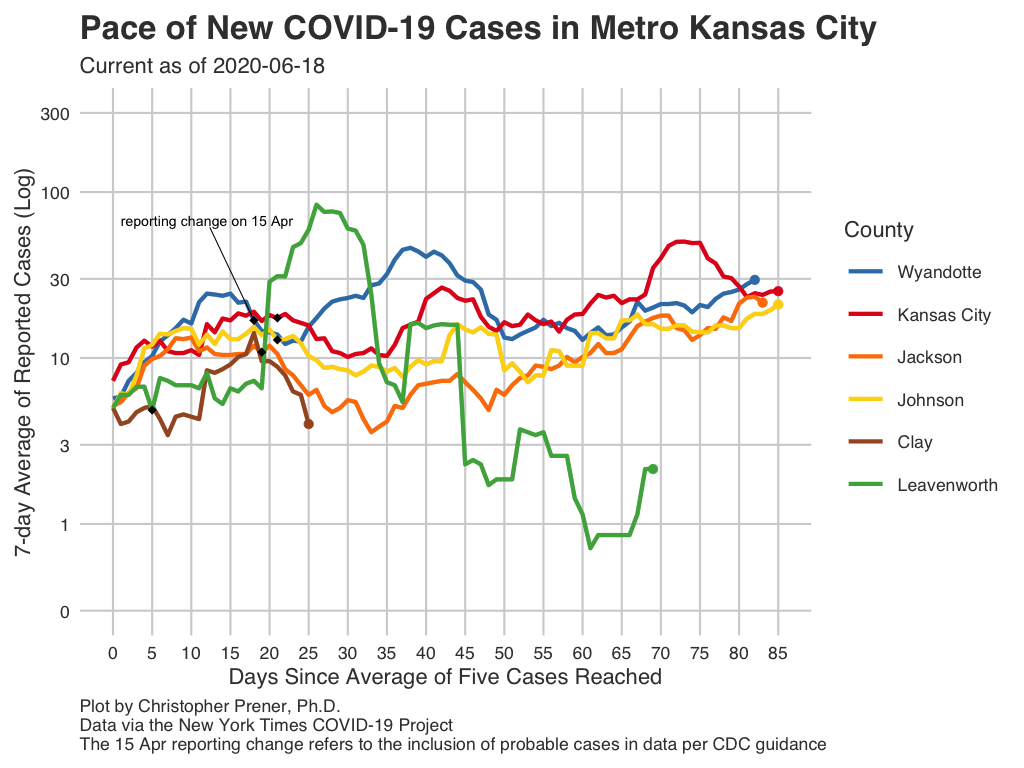 Pace of New COVID-19 Cases in Metro Kansas City
Current as of 2020-06-18
7-day Average of Reported Cases (Log)
300
100
30
10
3
1
0
reporting change on 15 Apr
0 5 10 15 20 25 30 35 40 45 50 55 60 65 70 75 80 85
Days Since Average of Five Cases Reached
County
Wyandotte
Kansas City
Jackson
Johnson
Clay
Leavenworth
Plot by Christopher Prener, Ph.D.
Data via the New York Times COVID-19 Project
The 15 Apr reporting change refers to the inclusion of probable cases in data per CDC guidance